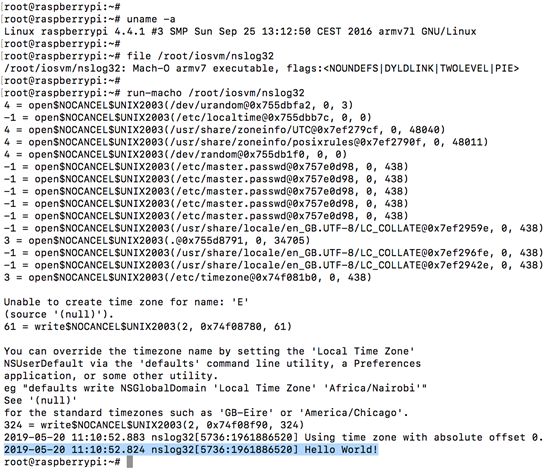 [root@raspberrypi:~#
[root@raspberrypi:~# uname -a
Linux raspberrypi 4.4.1 #3 SMP Sun Sep 25 13:12:50 CEST 2016 armv7l GNU/Linux
[root@raspberrypi:~#
[root@raspberrypi:~# file /root/iosvm/nslog32
/root/iosvm/nslog32: Mach-O armv7 executable, flags:<NOUNDEFS|DYLDLINK|TWOLEVEL|PIE>
[root@raspberrypi:~#
[root@raspberrypi:~# run-macho /root/iosvm/nslog32
4 = open$NOCANCEL$UNIX2003(/dev/urandom@0x755dbfa2, 0, 3)
-1 = open$NOCANCEL$UNIX2003(/etc/localtime@0x755dbb7c, 0, 0)
4 = open$NOCANCEL$UNIX2003(/usr/share/zoneinfo/UTC@0x7ef279cf, 0, 48040)
4 = open$NOCANCEL$UNIX2003(/usr/share/zoneinfo/posixrules@0x7ef2790f, 0, 48011)
4 = open$NOCANCEL$UNIX2003(/dev/random@0x755db1f0, 0, 0)
-1 = open$NOCANCEL$UNIX2003(/etc/master.passwd@0x757e0d98, 0, 438)
-1 = open$NOCANCEL$UNIX2003(/etc/master.passwd@0x757e0d98, 0, 438)
-1 = open$NOCANCEL$UNIX2003(/etc/master.passwd@0x757e0d98, 0, 438)
-1 = open$NOCANCEL$UNIX2003(/etc/master.passwd@0x757e0d98, 0, 438)
-1 = open$NOCANCEL$UNIX2003(/usr/share/locale/en_GB.UTF-8/LC_COLLATE@0x7ef2959e, 0, 438)
3 = open$NOCANCEL$UNIX2003(.@0x755d8791, 0, 34705)
-1 = open$NOCANCEL$UNIX2003(/usr/share/locale/en_GB.UTF-8/LC_COLLATE@0x7ef296fe, 0, 438)
-1 = open$NOCANCEL$UNIX2003(/usr/share/locale/en_GB.UTF-8/LC_COLLATE@0x7ef2942e, 0, 438)
3 = open$NOCANCEL$UNIX2003(/etc/timezone@0x74f081b0, 0, 438)
Unable to create time zone for name: 'E'
(source '(null)').
61 = write$NOCANCEL$UNIX2003(2, 0x74f08780, 61)
You can override the timezone name by setting the 'Local Time Zone'
NSUserDefault via the 'defaults' command line utility, a Preferences
application, or some other utility.
eg "defaults write NSGlobalDomain 'Local Time Zone' 'Africa/Nairobi'"
See '(null)'
for the standard timezones such as 'GB-Eire' or 'America/Chicago'.
324 = write$NOCANCEL$UNIX2003(2, 0x74f08f90, 324)
2019-05-20 11:10:52.883 nslog32[5736:1961886520] Using time zone with absolute offset 0.
2019-05-20 11:10:52.824 nslog32[5736:1961886520] Hello World!
root@raspberrypi:~#